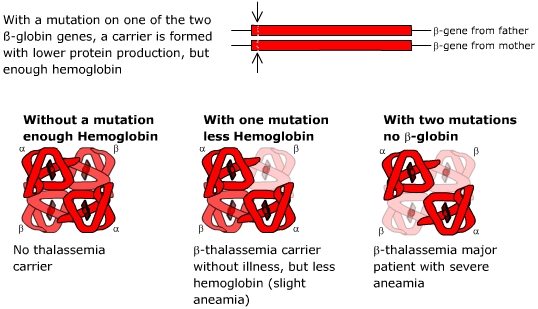 With a mutation on one of the two
ß-globin genes, a carrier is formed
with lower protein production, but
enough hemoglobin
β-gene from father
β-gene from mother
Without a mutation
enough Hemoglobin
α β
β α
No thalassemia
carrier
With one mutation
less Hemoglobin
α β
β α
β-thalassemia carrier
without illness, but less
hemoglobin (slight
aneamia)
With two mutations
no β-globin
α β
β α
β-thalassemia major
patient with severe
aneamia